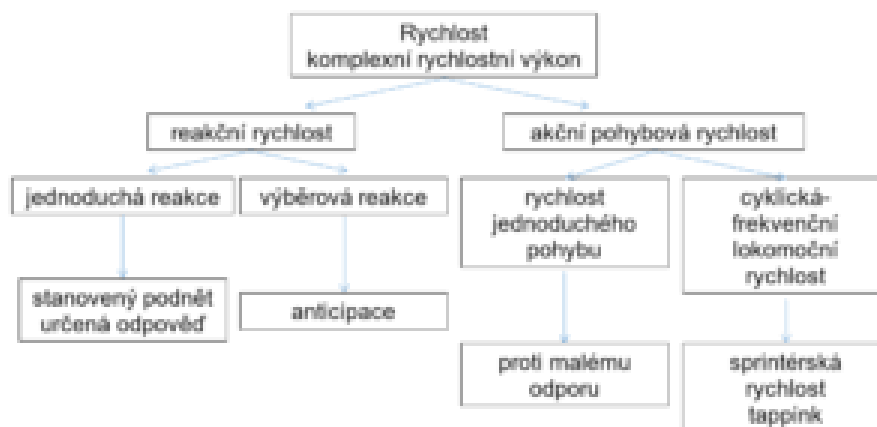 Rychlost
komplexní rychlostní výkon
reakční rychlost
akční pohybová rychlost
jednoduchá reakce
výběrová reakce
rychlost
jednoduchého
pohybu
cyklická-
frekvenční
lokomoční
rychlost
stanovený podnět
určená odpověď
anticipace
proti malému
odporu
sprintérská
rychlost
tappink